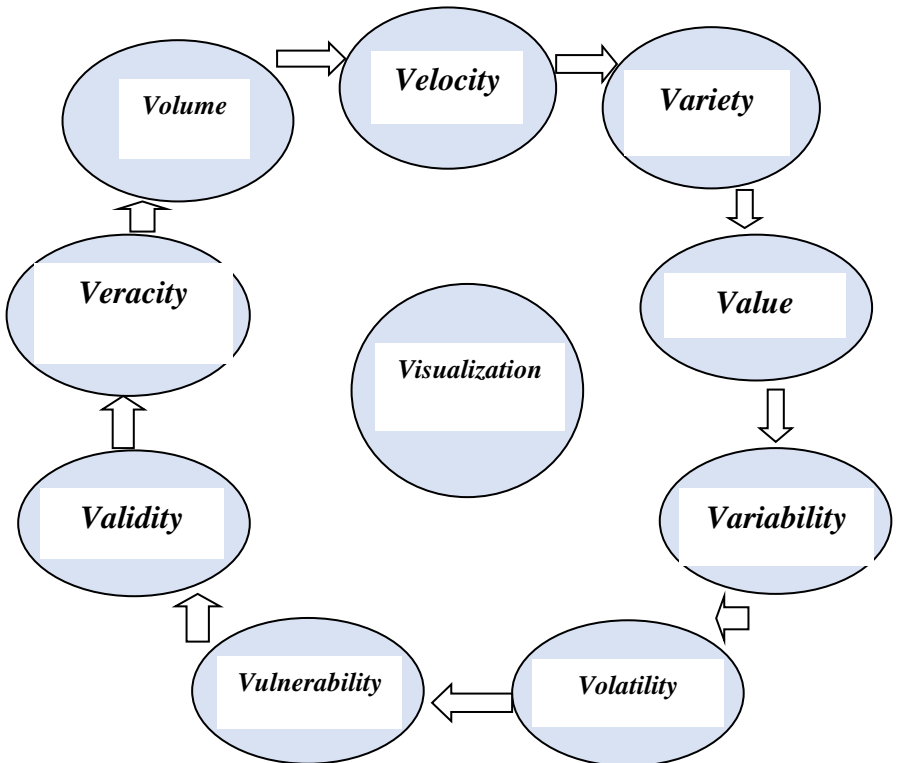 Volume
Velocity
Variety
Veracity
Value
Visualization
Validity
Variability
Vulnerability
Volatility